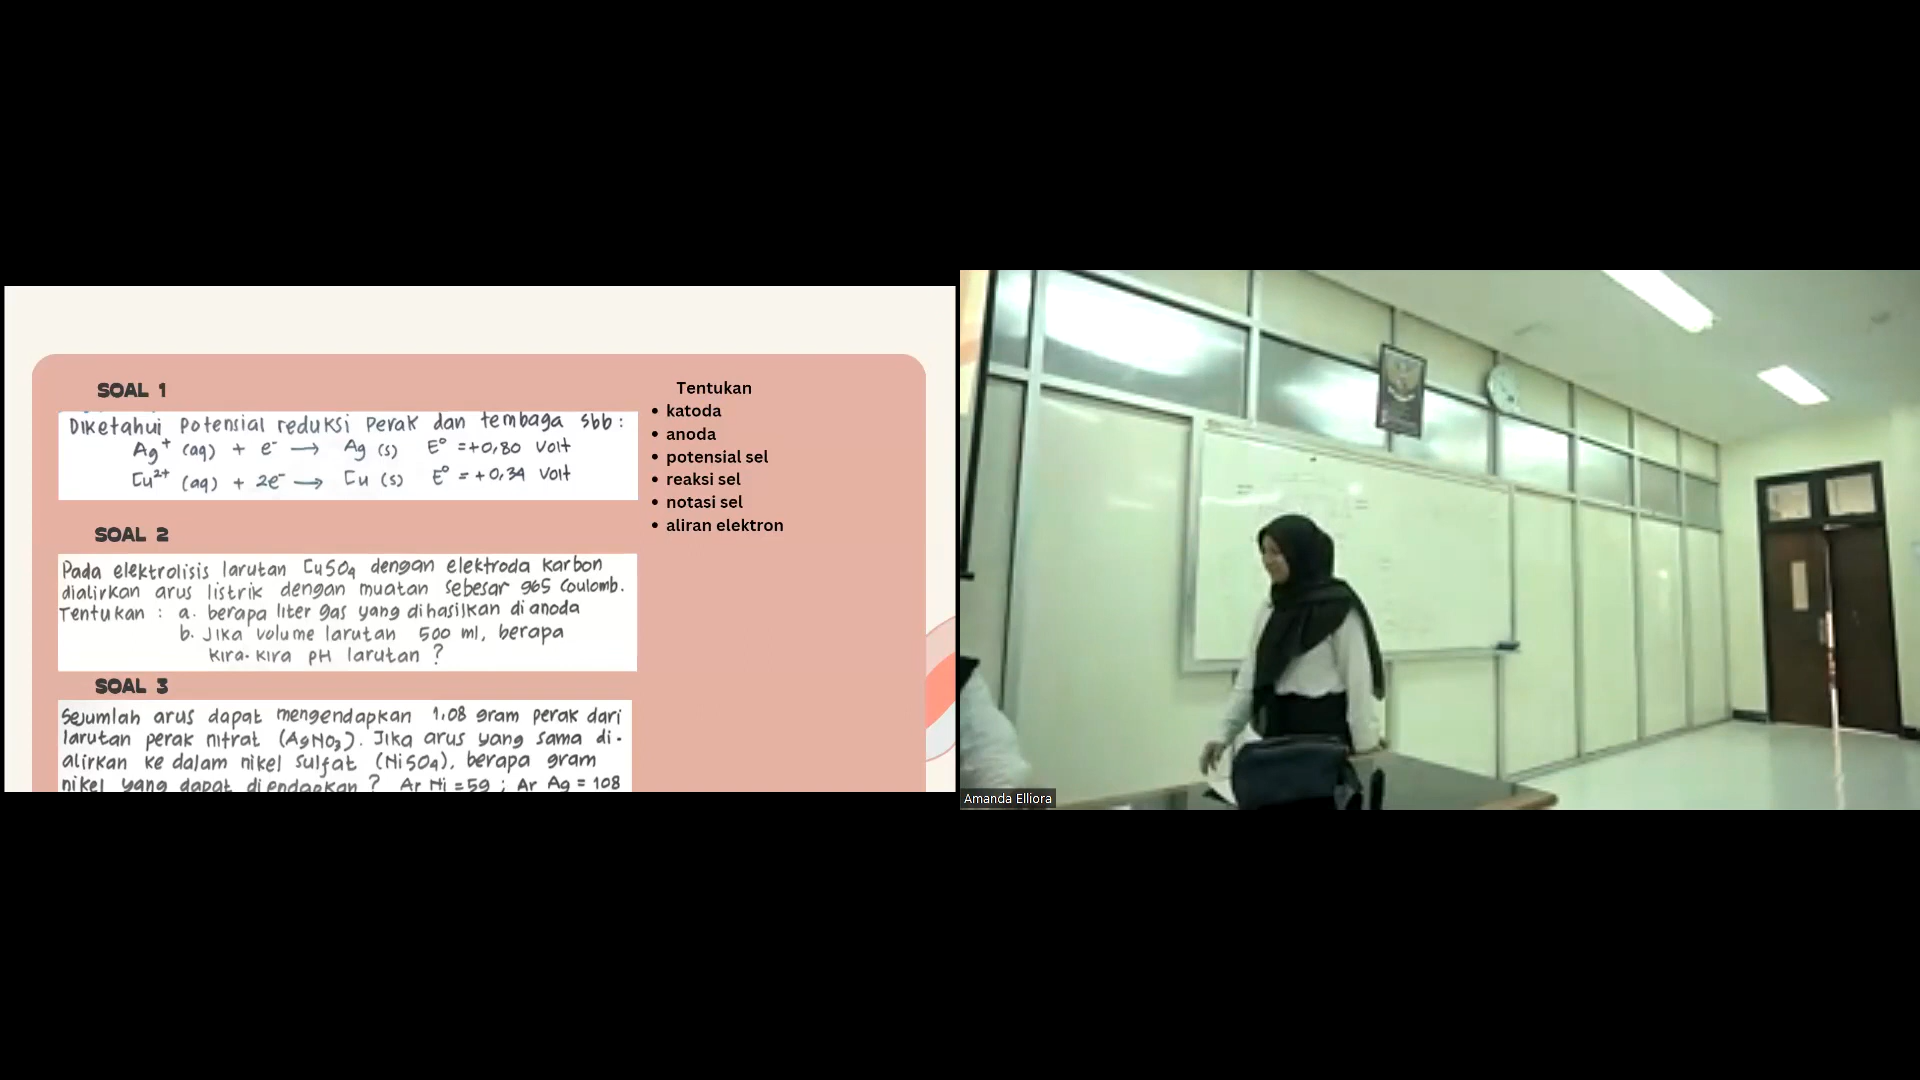 SOAL 1
Diketahui potensial reduksi perak dan tembaga sbb:
Ag⁺ (aq) + e⁻ → Ag (s) E° = +0,80 volt
Cu²⁺ (aq) + 2e⁻ → Cu (s) E° = +0,34 volt
Tentukan
• katoda
• anoda
• potensial sel
• reaksi sel
• notasi sel
• aliran elektron
SOAL 2
Pada elektrolisis larutan CuSO₄ dengan elektroda karbon
dialirkan arus listrik dengan muatan sebesar 965 coulomb.
Tentukan : a. berapa liter gas yang dihasilkan di anoda
b. Jika volume larutan 500 ml, berapa
kira-kira pH larutan ?
SOAL 3
Sejumlah arus dapat mengendapkan 1,08 gram perak dari
larutan perak nitrat (AgNO₃). Jika arus yang sama di-
alirkan ke dalam nikel sulfat (NiSO₄), berapa gram
nikel yang dapat diendapkan ? Ar Ni = 59 ; Ar Ag = 108
Amanda Elliora